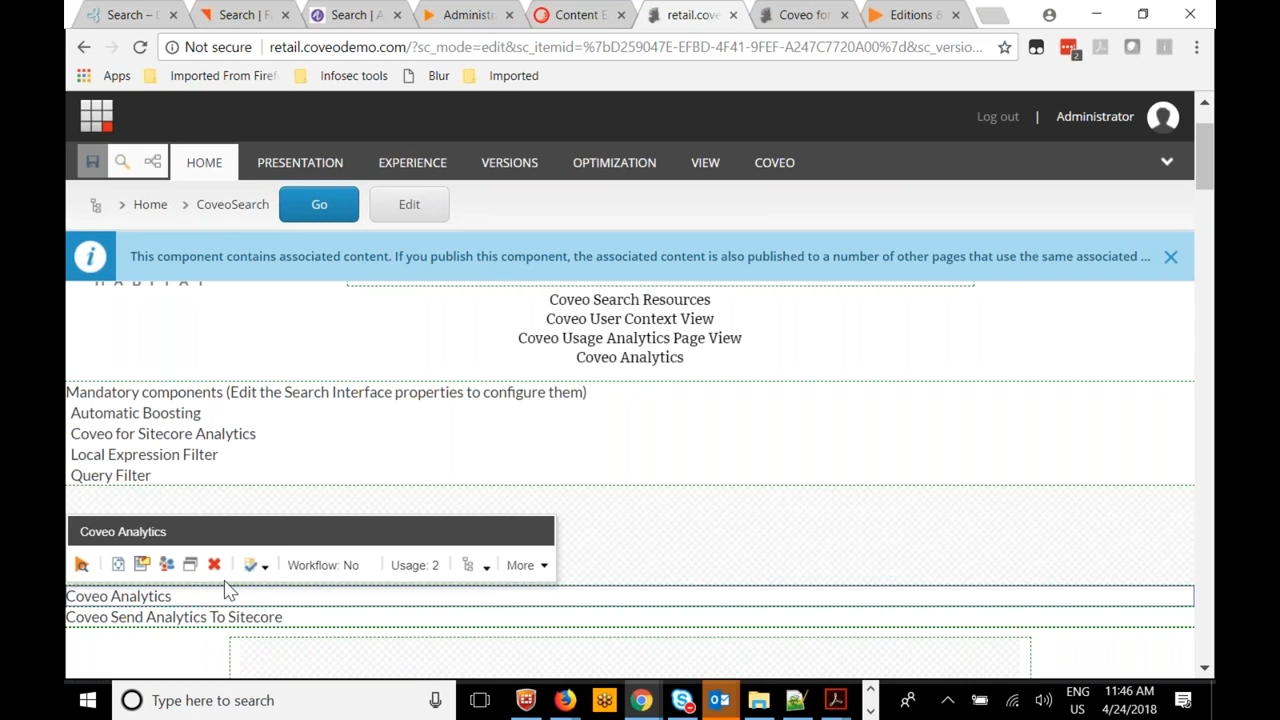 Search –
Search | F
Search | A
Administr
Content E
retail.cove
Coveo for
Editions &
Not secure
retail.coveodemo.com/?sc_mode=edit&sc_itemid=%7bD259047E-EFBD-4F41-9FEF-A247C7720A00%7d&sc_versio...
2
Apps
Imported From Firef
Infosec tools
Blur
Imported
Log out | Administrator
HOME
PRESENTATION
EXPERIENCE
VERSIONS
OPTIMIZATION
VIEW
COVEO
> Home > CoveoSearch
Go
Edit
This component contains associated content. If you publish this component, the associated content is also published to a number of other pages that use the same associated ...
Coveo Search Resources
Coveo User Context View
Coveo Usage Analytics Page View
Coveo Analytics
Mandatory components (Edit the Search Interface properties to configure them)
Automatic Boosting
Coveo for Sitecore Analytics
Local Expression Filter
Query Filter
Coveo Analytics
Workflow: No
Usage: 2
More
Coveo Analytics
Coveo Send Analytics To Sitecore
Type here to search
ENG
US
11:46 AM
4/24/2018